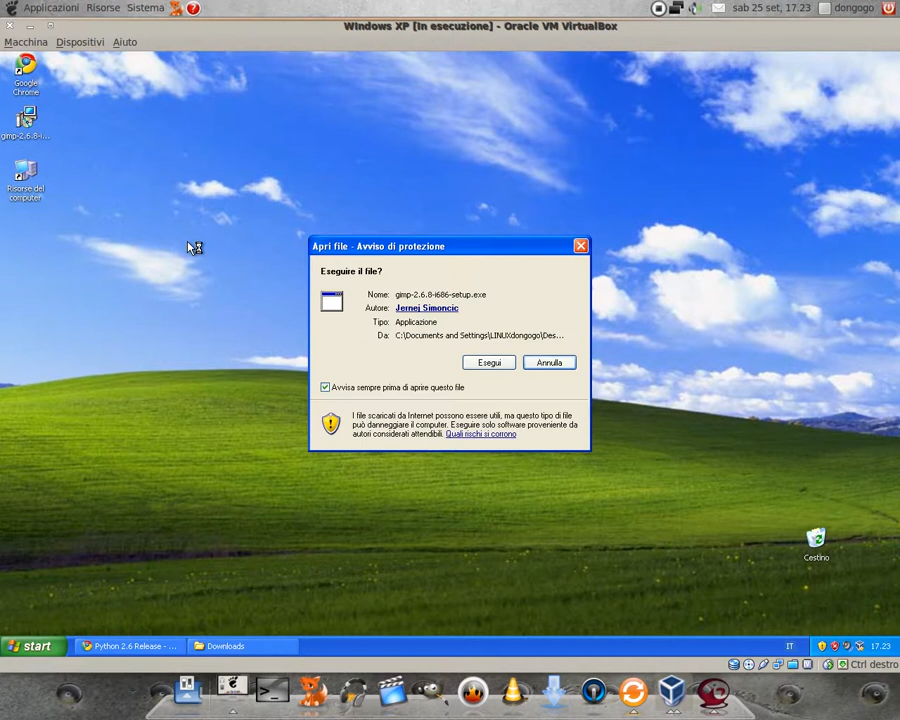 Applicazioni Risorse Sistema
sab 25 set, 17.23 dongogo
Windows XP [In esecuzione] - Oracle VM VirtualBox
Macchina Dispositivi Aiuto
Google
Chrome
gimp-2.6.8-i...
Risorse del
computer
Apri file - Avviso di protezione
Eseguire il file?
Nome: gimp-2.6.8-i686-setup.exe
Autore: Jernej Simoncic
Tipo: Applicazione
Da: C:\Documents and Settings\LINUXdongogo\Des...
Esegui Annulla
Avvisa sempre prima di aprire questo file
I file scaricati da Internet possono essere utili, ma questo tipo di file
può danneggiare il computer. Eseguire solo software proveniente da
autori considerati attendibili. Quali rischi si corrono
Cestino
start Python 2.6 Release - ... Downloads IT 17.23
Ctrl destro